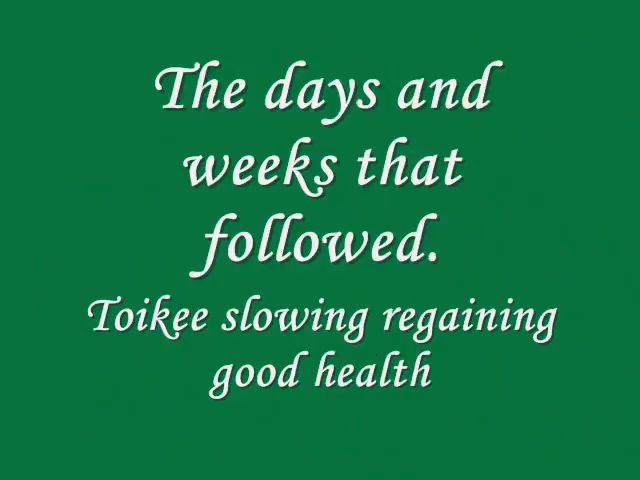 The days and
weeks that
followed.
Toikee slowing regaining
good health